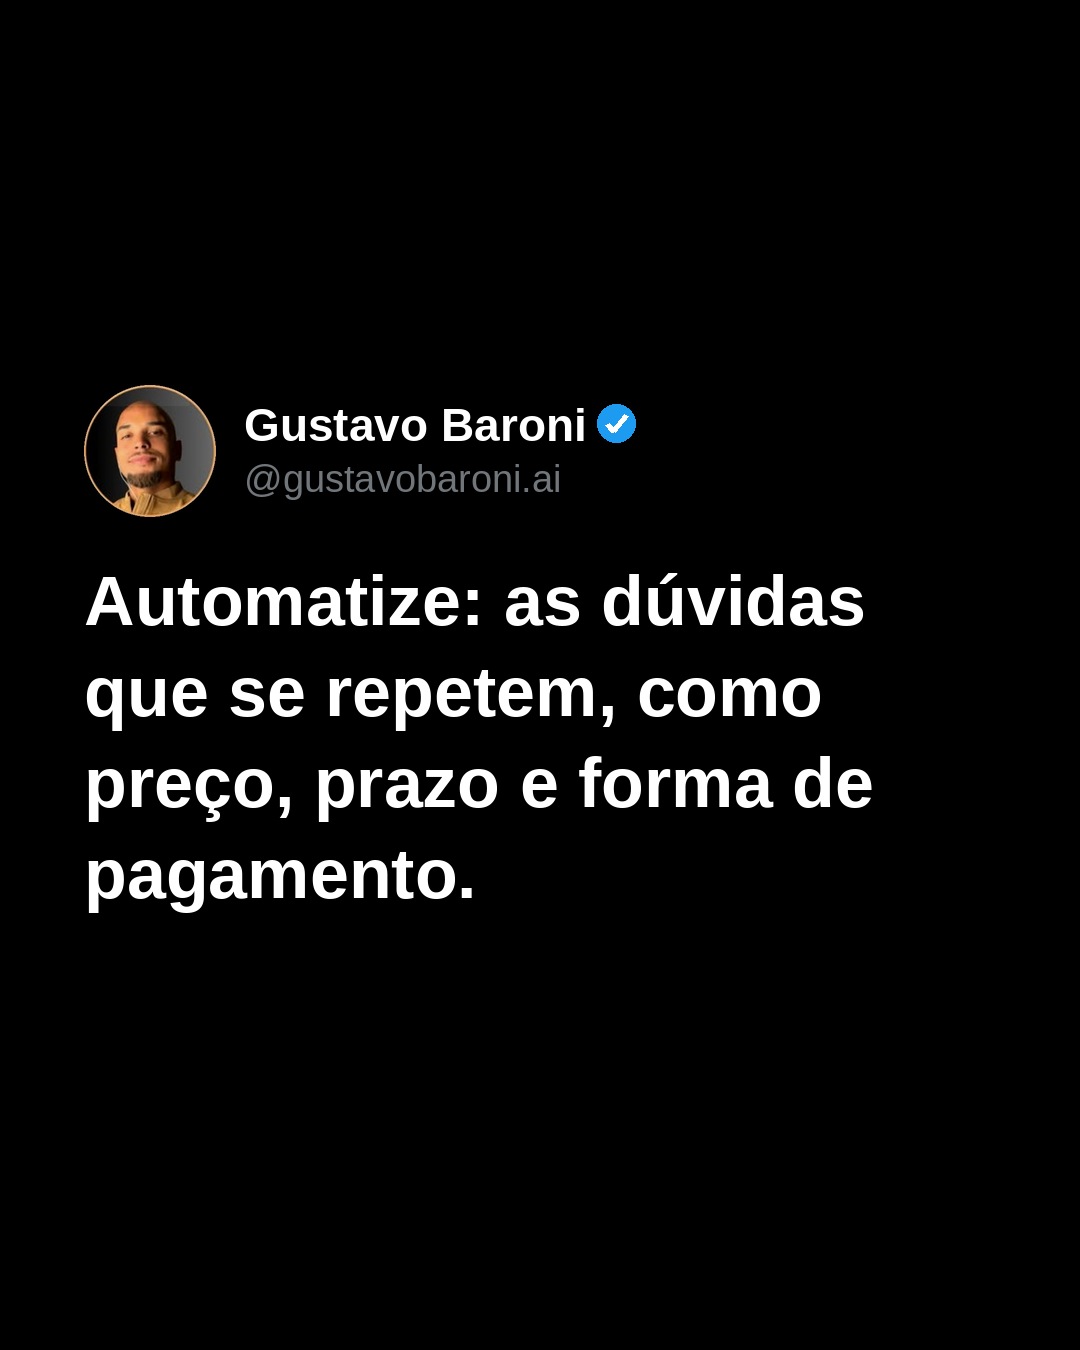 Gustavo Baroni
@gustavobaroni.ai
Automatize: as dúvidas
que se repetem, como
preço, prazo e forma de
pagamento.